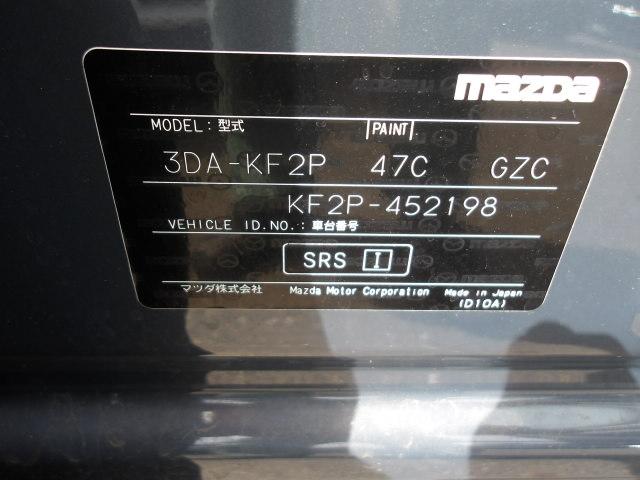 mazda
MODEL: 型式 PAINT
3DA-KF2P 47C GZC
KF2P-452198
VEHICLE ID.NO.: 車台番号
SRS I
マツダ株式会社 Mazda Motor Corporation Made in Japan
(D10A)